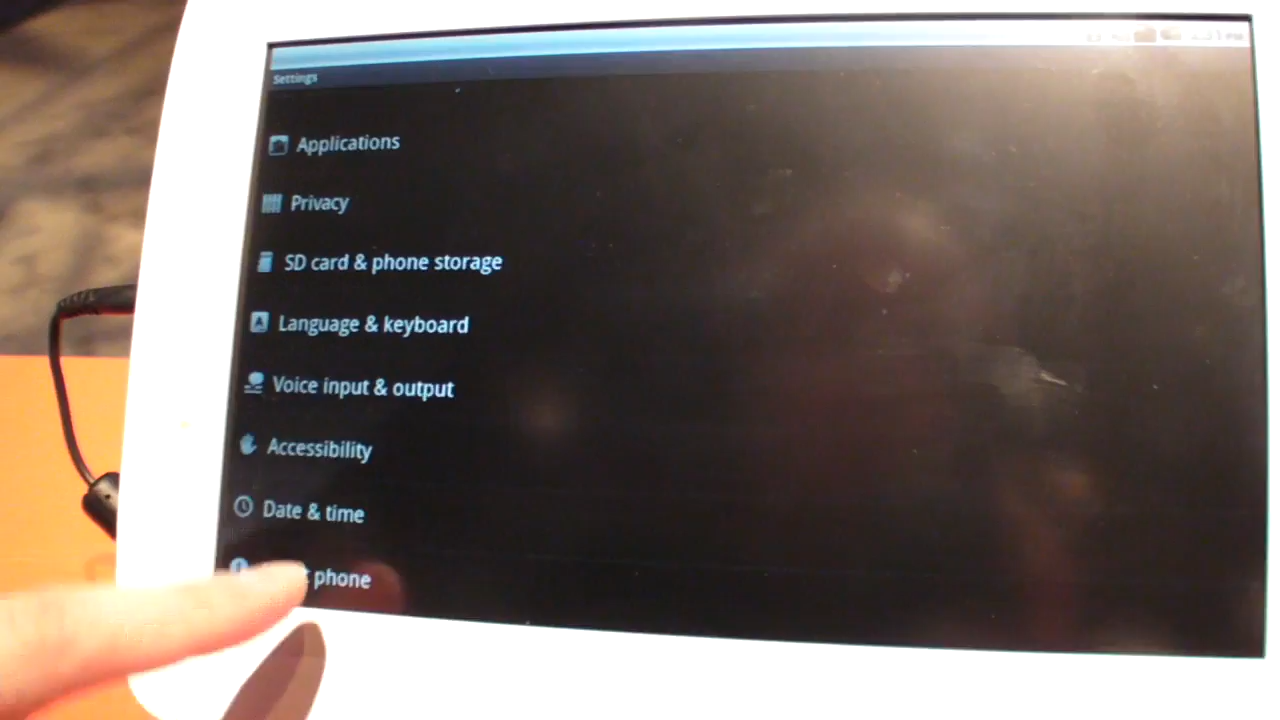 Settings
Applications
Privacy
SD card & phone storage
Language & keyboard
Voice input & output
Accessibility
Date & time
phone